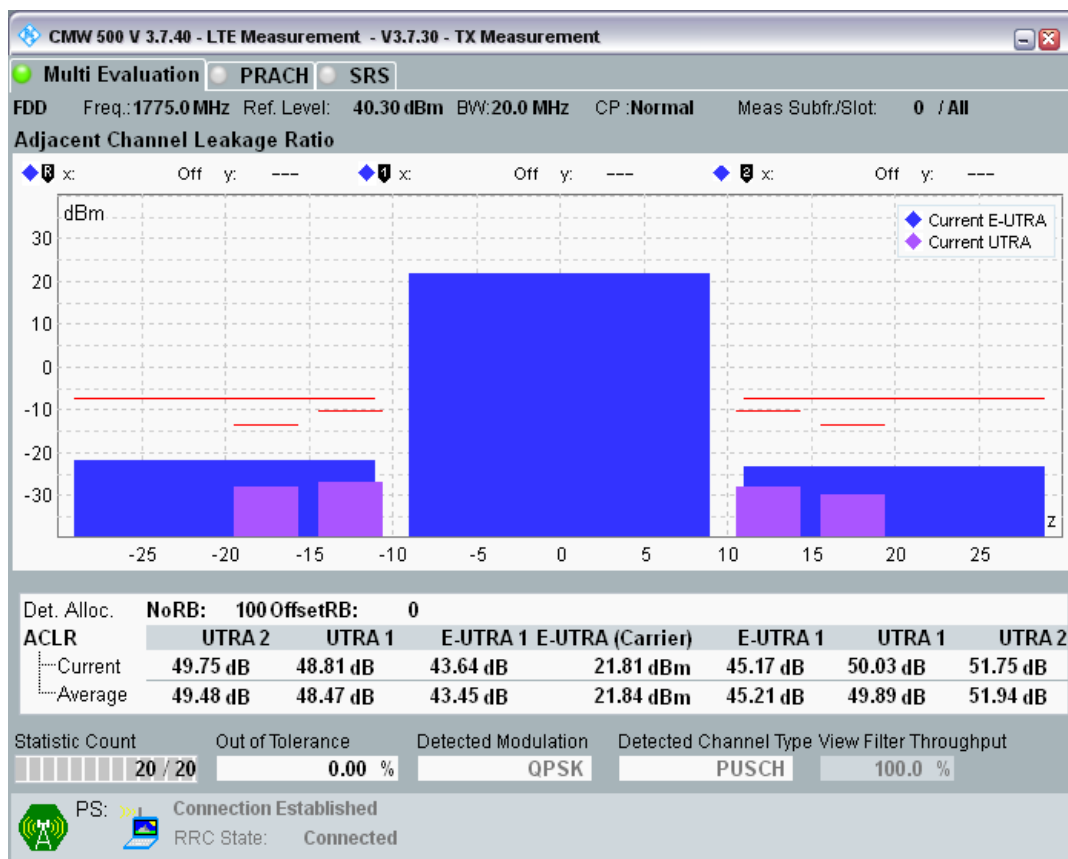 CMW 500 V 3.7.40 - LTE Measurement - V3.7.30 - TX Measurement
Multi Evaluation PRACH SRS
FDD Freq.: 1775.0 MHz Ref. Level: 40.30 dBm BW: 20.0 MHz CP : Normal Meas Subfr./Slot: 0 / All
Adjacent Channel Leakage Ratio
R x: Off y: --- 1 x: Off y: --- 2 x: Off y: ---
dBm
Current E-UTRA
Current UTRA
30
20
10
0
-10
-20
-30
z
-25 -20 -15 -10 -5 0 5 10 15 20 25
Det. Alloc. NoRB: 100 OffsetRB: 0
ACLR UTRA 2 UTRA 1 E-UTRA 1 E-UTRA (Carrier) E-UTRA 1 UTRA 1 UTRA 2
Current 49.75 dB 48.81 dB 43.64 dB 21.81 dBm 45.17 dB 50.03 dB 51.75 dB
Average 49.48 dB 48.47 dB 43.45 dB 21.84 dBm 45.21 dB 49.89 dB 51.94 dB
Statistic Count Out of Tolerance Detected Modulation Detected Channel Type View Filter Throughput
20 / 20 0.00 % QPSK PUSCH 100.0 %
PS: Connection Established
RRC State: Connected